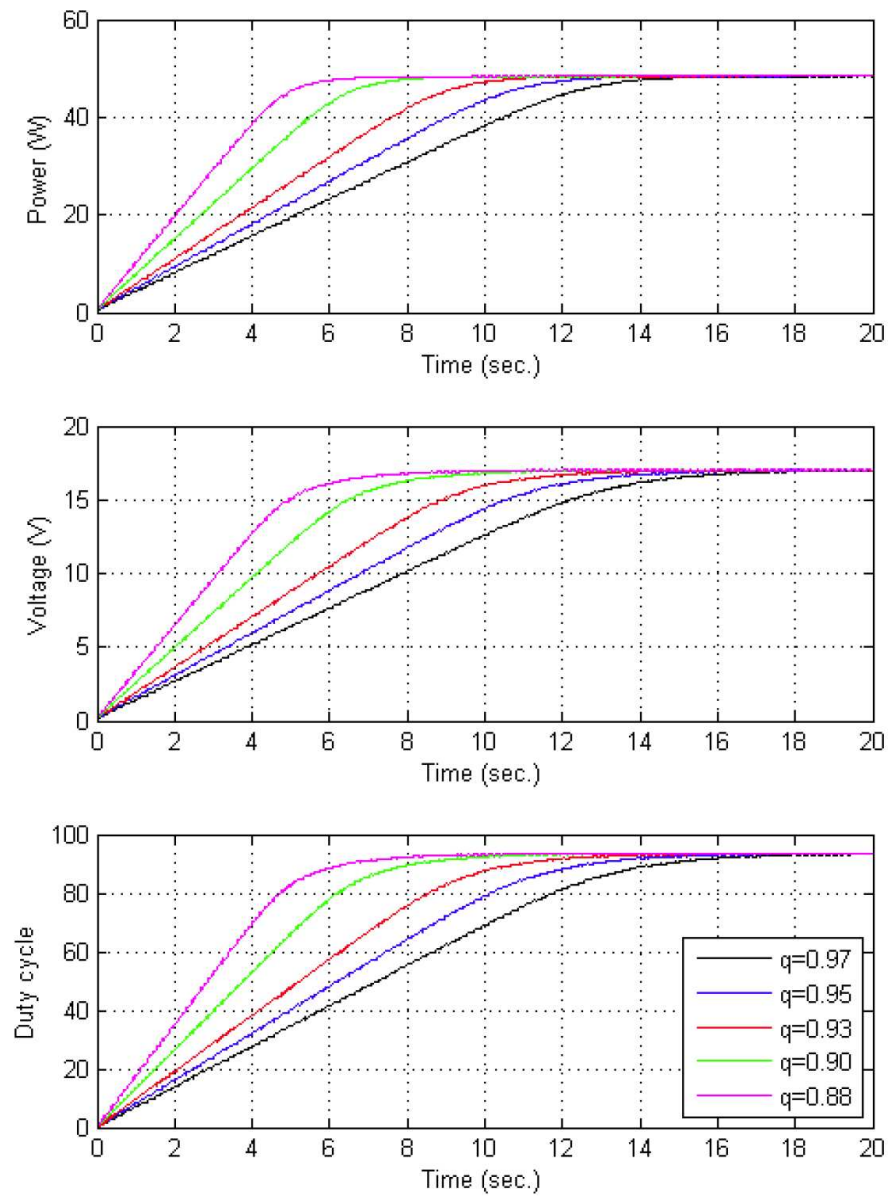 60
40
20
0
Power (W)
0 2 4 6 8 10 12 14 16 18 20
Time (sec.)
20
15
10
5
0
Voltage (V)
0 2 4 6 8 10 12 14 16 18 20
Time (sec.)
100
80
60
40
20
0
Duty cycle
q=0.97
q=0.95
q=0.93
q=0.90
q=0.88
0 2 4 6 8 10 12 14 16 18 20
Time (sec.)